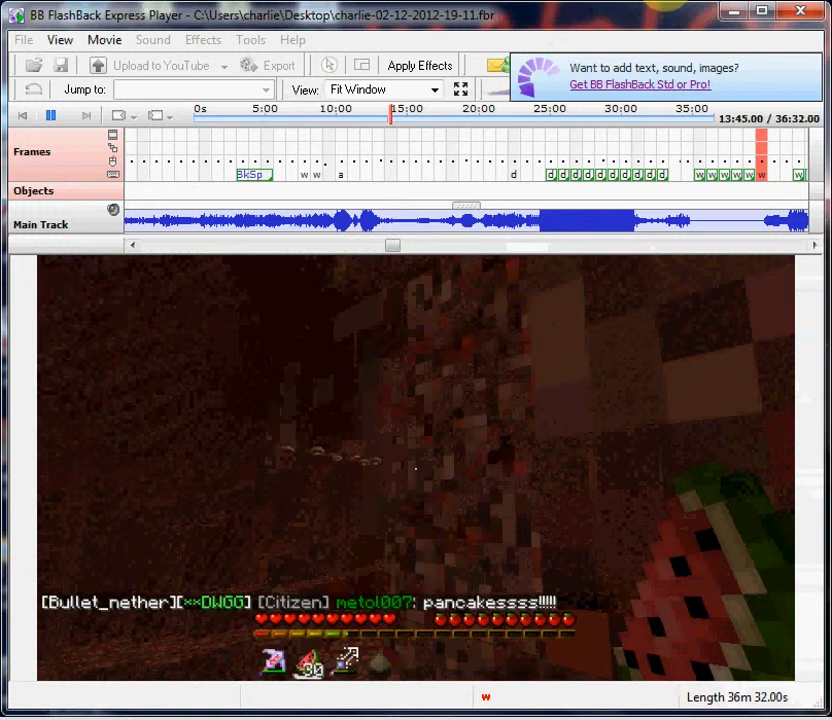 BB FlashBack Express Player - C:\Users\charlie\Desktop\charlie-02-12-2012-19-11.fbr
File View Movie Sound Effects Tools Help
Upload to YouTube Export Apply Effects
Want to add text, sound, images?
Get BB FlashBack Std or Pro!
Jump to: View: Fit Window
0s 5:00 10:00 15:00 20:00 25:00 30:00 35:00 13:45.00 / 36:32.00
Frames
BkSp w w a d d d d d d d d d d d w w w w w w w
Objects
Main Track
[Bullet_nether][××DWGG] [Citizen] metol007: pancakessss!!!!!
30
w Length 36m 32.00s